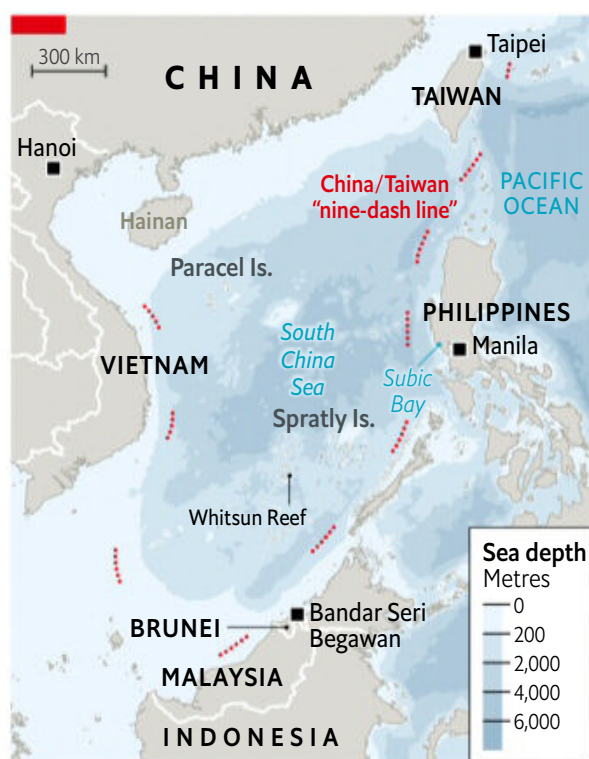 300 km
CHINA
Taipei
TAIWAN
Hanoi
China/Taiwan
“nine-dash line”
PACIFIC
OCEAN
Hainan
Paracel Is.
PHILIPPINES
Manila
South
China
Sea
VIETNAM
Subic
Bay
Spratly Is.
Whitsun Reef
Sea depth
Metres
0
200
2,000
4,000
6,000
Bandar Seri
Begawan
BRUNEI
MALAYSIA
INDONESIA